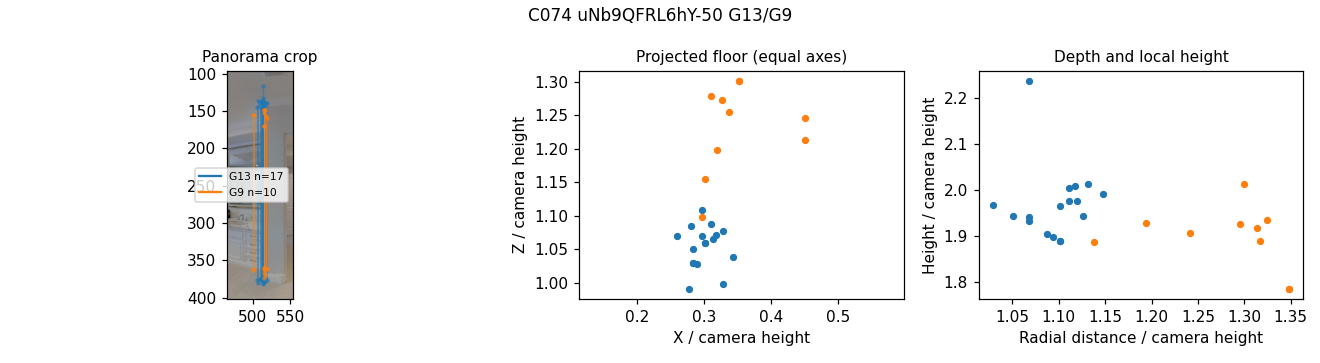 C074 uNb9QFRL6hY-50 G13/G9
Panorama crop
100
150
200
250
300
350
400
500 550
G13 n=17
G9 n=10
Projected floor (equal axes)
Z / camera height
1.30
1.25
1.20
1.15
1.10
1.05
1.00
0.2 0.3 0.4 0.5
X / camera height
Depth and local height
Height / camera height
2.2
2.1
2.0
1.9
1.8
1.05 1.10 1.15 1.20 1.25 1.30 1.35
Radial distance / camera height